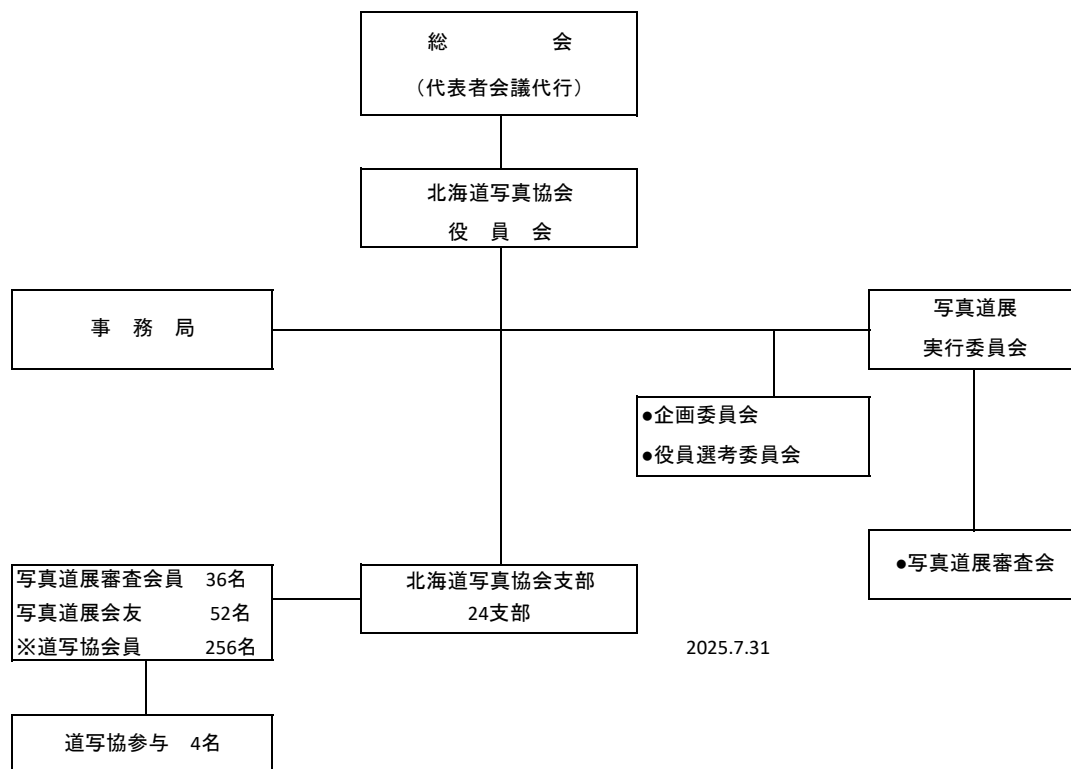 総　　　　　会
（代表者会議代行）
北海道写真協会
役　員　会
事　務　局
写真道展
実行委員会
●企画委員会
●役員選考委員会
●写真道展審査会
写真道展審査会員　36名
写真道展会友　　　52名
※道写協会員　　　256名
北海道写真協会支部
24支部
2025.7.31
道写協参与　4名